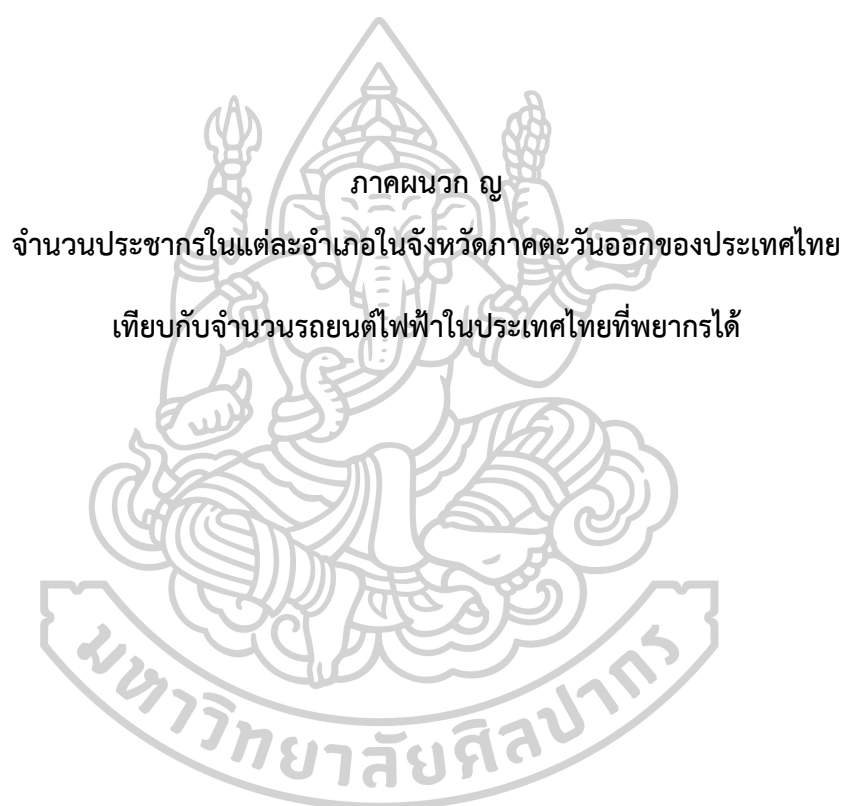 ภาคผนวก ญ
จำนวนประชากรในแต่ละอำเภอในจังหวัดภาคตะวันออกของประเทศไทย
เทียบกับจำนวนรถยนต์ไฟฟ้าในประเทศไทยที่พยากรได้
มหาวิทยาลัยศิลปากร